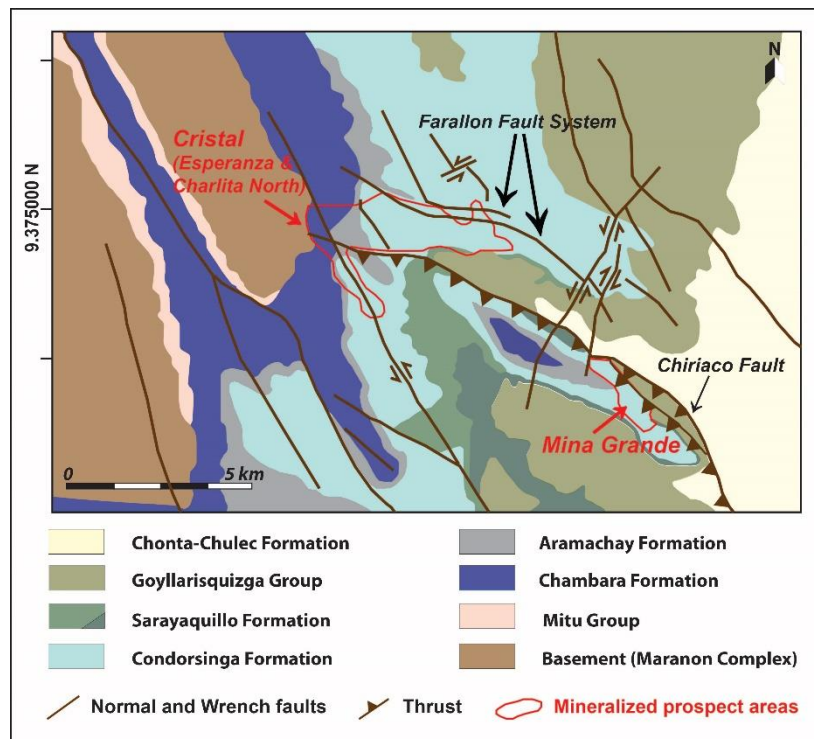 N
Farallon Fault System
Cristal
(Esperanza &
Charlita North)
9.375000 N
Chiriaco Fault
Mina Grande
0 5 km
Chonta-Chulec Formation
Goyllarisquizga Group
Sarayaquillo Formation
Condorsinga Formation
Aramachay Formation
Chambara Formation
Mitu Group
Basement (Maranon Complex)
Normal and Wrench faults
Thrust
Mineralized prospect areas